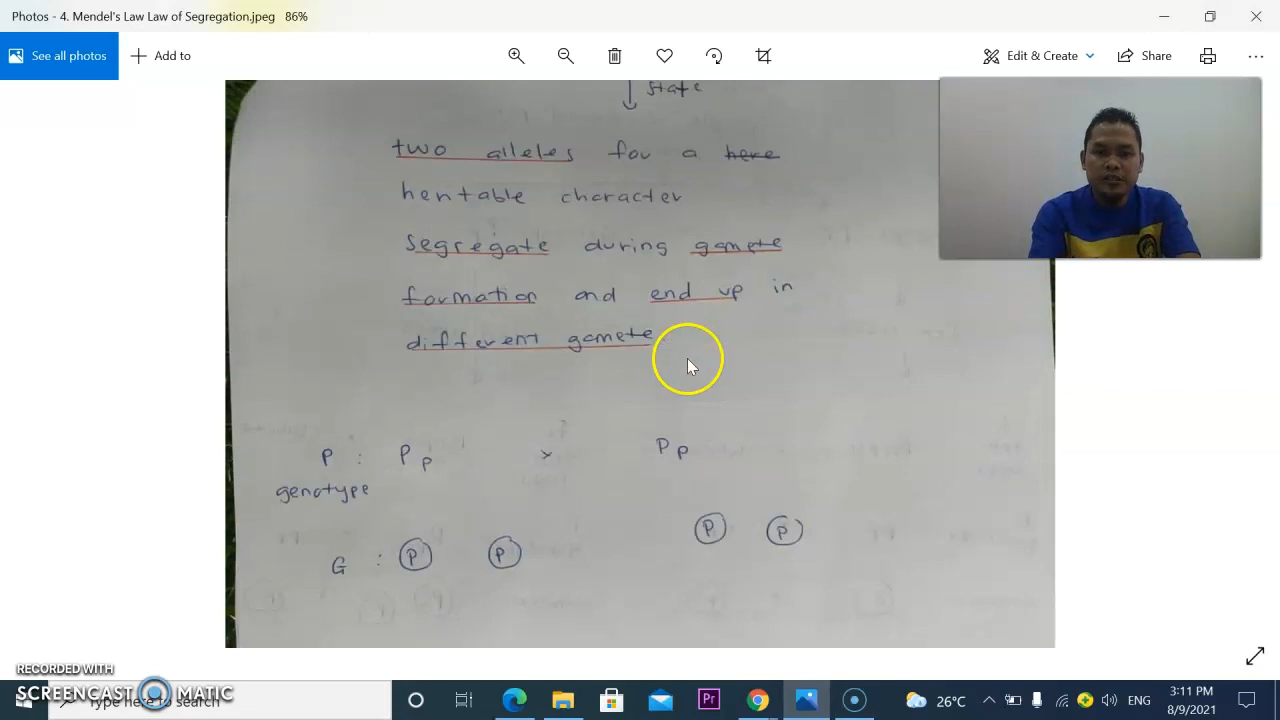 Photos - 4. Mendel's Law Law of Segregation.jpeg 86%
See all photos
Add to
Edit & Create
Share
↓ state
two alleles for a here
heritable character
segregate during gamete
formation and end up in
different gamete.
P : Pp × Pp
genotype
G : P p P p
RECORDED WITH
SCREENCAST MATIC
Type here to search
Pr
26°C
ENG
3:11 PM
8/9/2021